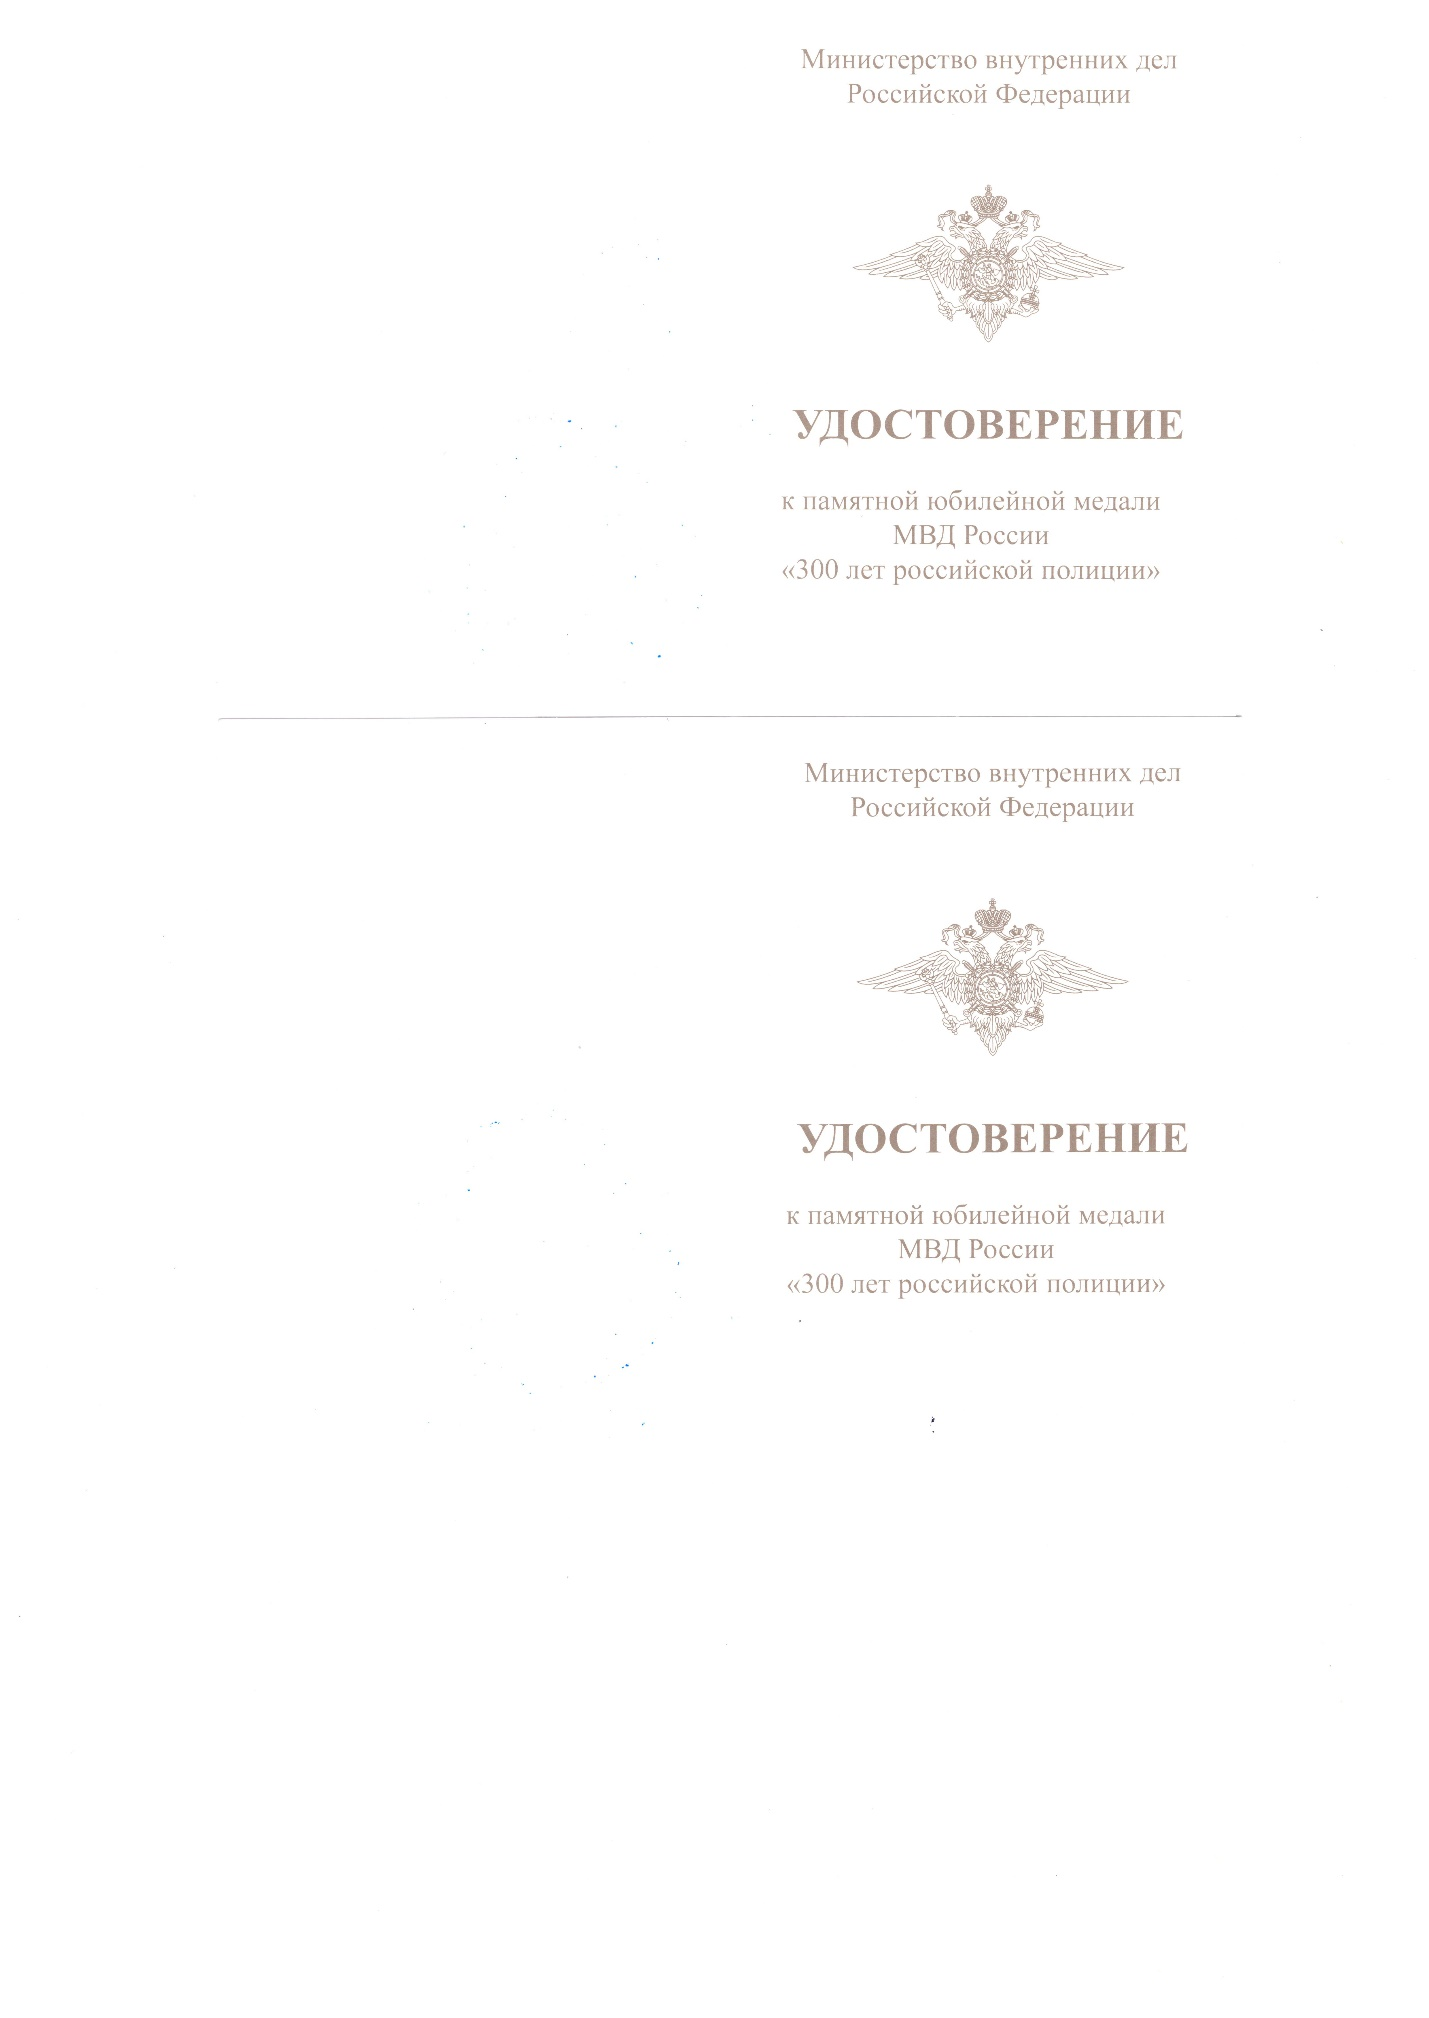 Министерство внутренних дел
Российской Федерации
УДОСТОВЕРЕНИЕ
к памятной юбилейной медали
МВД России
«300 лет российской полиции»
Министерство внутренних дел
Российской Федерации
УДОСТОВЕРЕНИЕ
к памятной юбилейной медали
МВД России
«300 лет российской полиции»